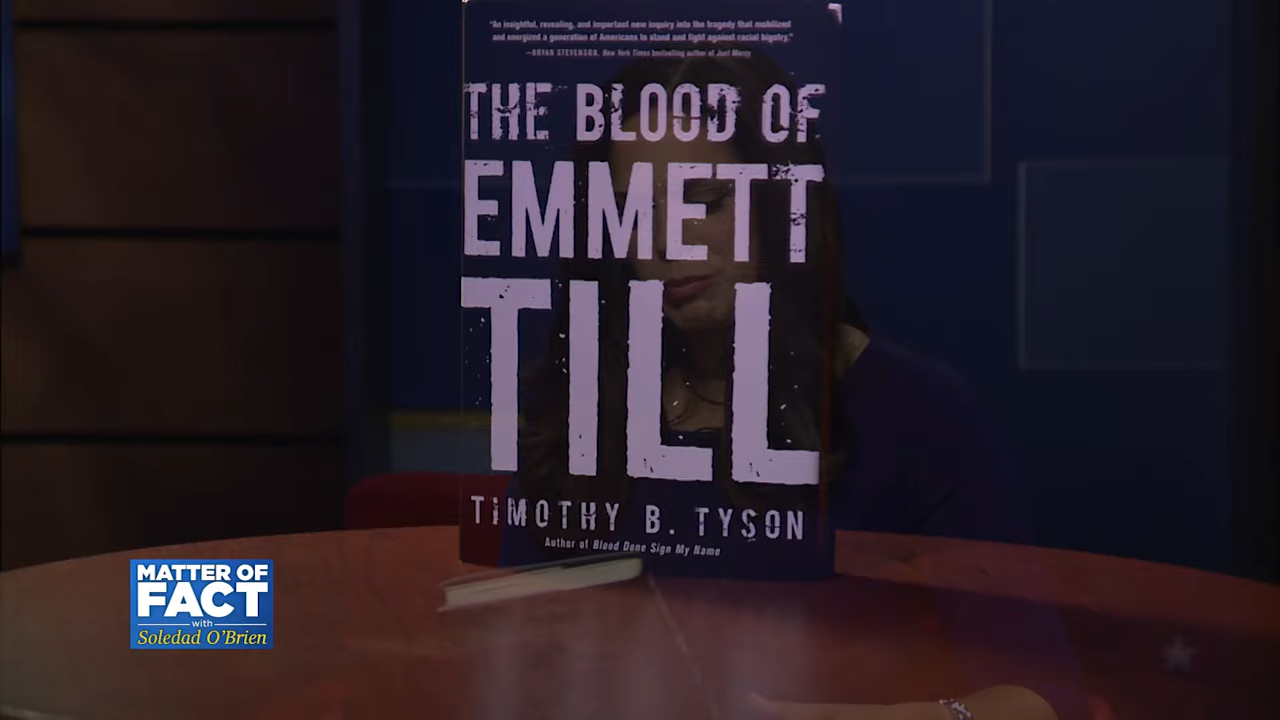 "An insightful, revealing, and important new inquiry into the tragedy that mobilized
and energized a generation of Americans to stand and fight against racial bigotry."
—BRYAN STEVENSON, New York Times bestselling author of Just Mercy
THE BLOOD OF
EMMETT
TILL
TIMOTHY B. TYSON
Author of Blood Done Sign My Name
MATTER OF
FACT
with
Soledad O'Brien